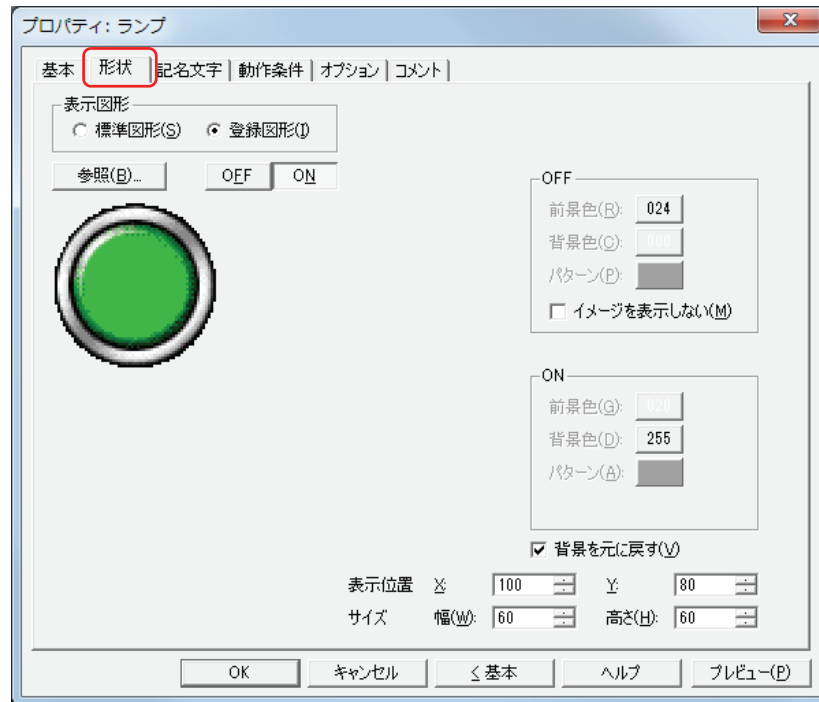 プロパティ：ランプ
基本 形状 記名文字 動作条件 オプション コメント
表示図形
標準図形(S) 登録図形(I)
参照(B)... OFF ON
OFF
前景色(R): 024
背景色(C): 000
パターン(P):
イメージを表示しない(M)
ON
前景色(G): 020
背景色(D): 255
パターン(A):
背景を元に戻す(V)
表示位置 X: 100 Y: 80
サイズ 幅(W): 60 高さ(H): 60
OK キャンセル < 基本 ヘルプ プレビュー(P)